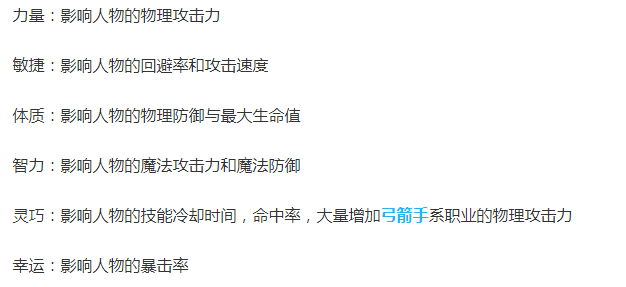 力量：影响人物的物理攻击力
敏捷：影响人物的回避率和攻击速度
体质：影响人物的物理防御与最大生命值
智力：影响人物的魔法攻击力和魔法防御
灵巧：影响人物的技能冷却时间，命中率，大量增加弓箭手系职业的物理攻击力
幸运：影响人物的暴击率